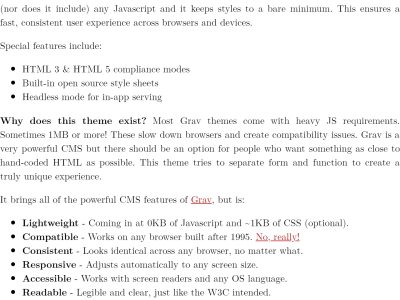 (nor does it include) any Javascript and it keeps styles to a bare minimum. This ensures a
fast, consistent user experience across browsers and devices.
Special features include:
• HTML 3 & HTML 5 compliance modes
• Built-in open source style sheets
• Headless mode for in-app serving
Why does this theme exist? Most Grav themes come with heavy JS requirements.
Sometimes 1MB or more! These slow down browsers and create compatibility issues. Grav is a
very powerful CMS but there should be an option for people who want something as close to
hand-coded HTML as possible. This theme tries to separate form and function to create a
truly unique experience.
It brings all of the powerful CMS features of Grav, but is:
• Lightweight - Coming in at 0KB of Javascript and ~1KB of CSS (optional).
• Compatible - Works on any browser built after 1995. No, really!
• Consistent - Looks identical across any browser, no matter what.
• Responsive - Adjusts automatically to any screen size.
• Accessible - Works with screen readers and any OS language.
• Readable - Legible and clear, just like the W3C intended.